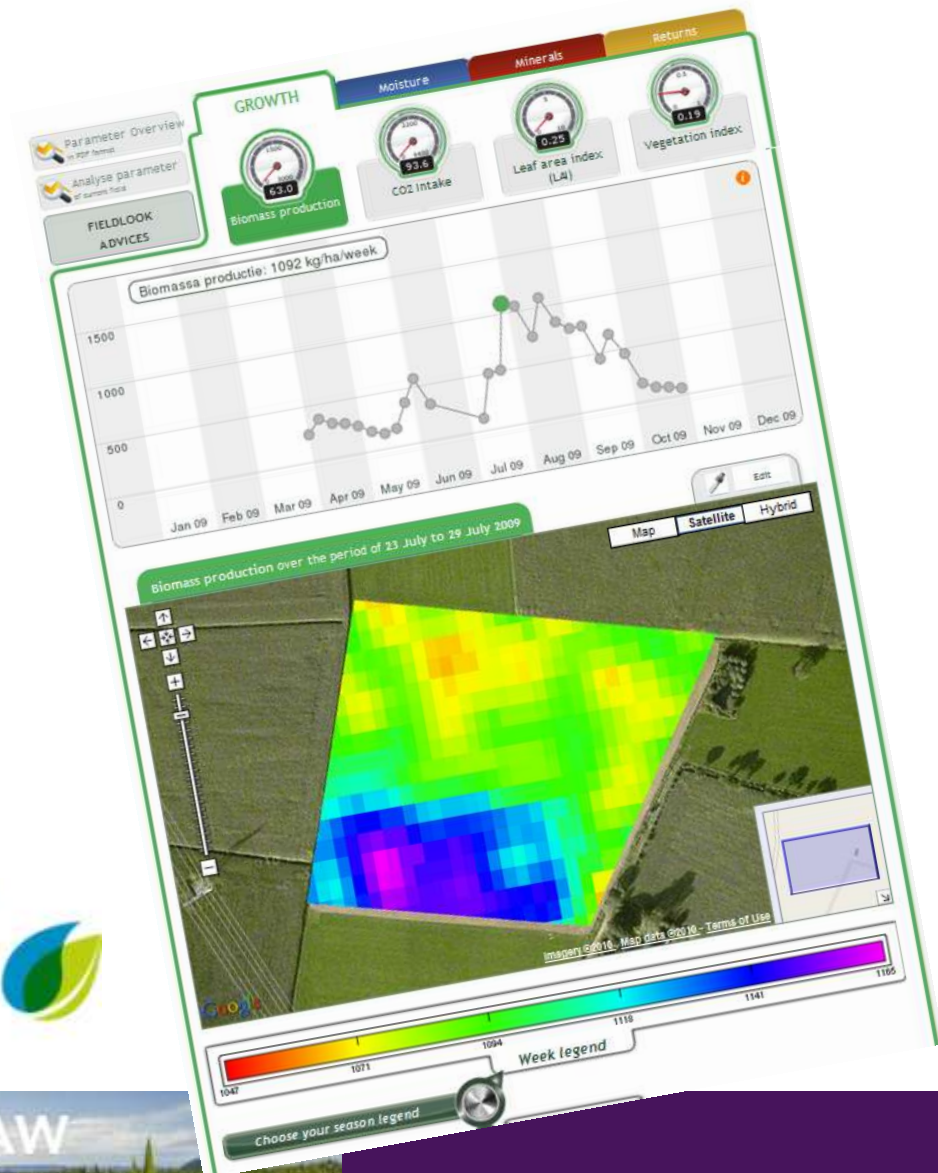 GROWTH
Moisture
Minerals
Returns
Parameter Overview
in PDF format
Analyse parameter
of current field
FIELDLOOK
ADVICES
63.0
Biomass production
93.6
CO2 Intake
0.25
Leaf area index
(LAI)
0.5
0.19
Vegetation index
Biomassa productie: 1092 kg/ha/week
1500
1000
500
0
Jan 09
Feb 09
Mar 09
Apr 09
May 09
Jun 09
Jul 09
Aug 09
Sep 09
Oct 09
Nov 09
Dec 09
Edit
Biomass production over the period of 23 July to 29 July 2009
Map
Satellite
Hybrid
Google
Imagery ©2010 , Map data ©2010 - Terms of Use
1047
1071
1094
1118
1141
1165
Week legend
Choose your season legend
AW